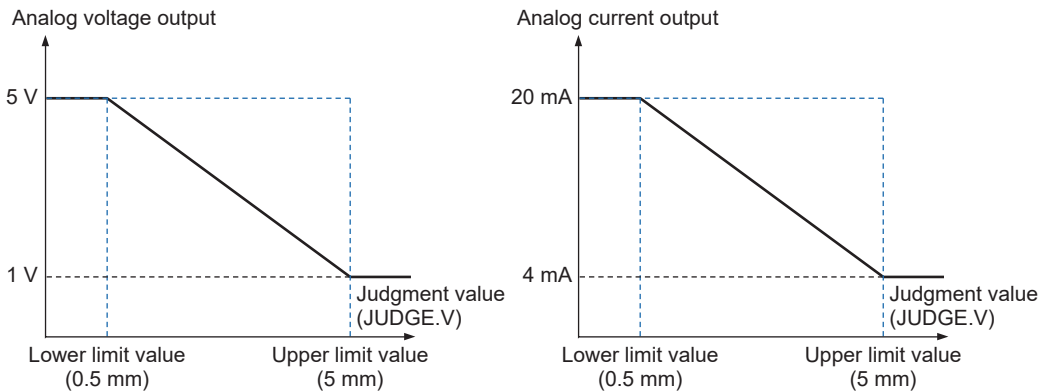 Analog voltage output
5 V
1 V
Judgment value
(JUDGE.V)
Lower limit value
(0.5 mm)
Upper limit value
(5 mm)
Analog current output
20 mA
4 mA
Judgment value
(JUDGE.V)
Lower limit value
(0.5 mm)
Upper limit value
(5 mm)